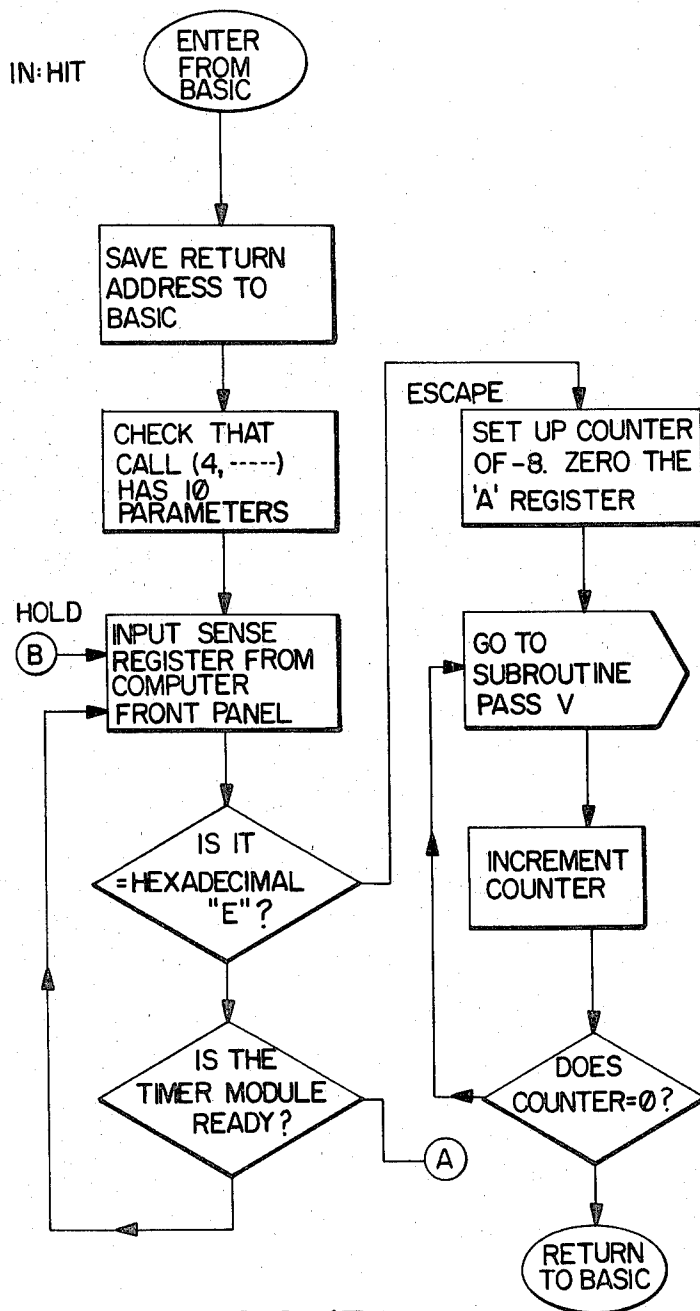 IN:HIT
ENTER
FROM
BASIC
SAVE RETURN
ADDRESS TO
BASIC
CHECK THAT
CALL (4, -----)
HAS 10
PARAMETERS
HOLD
B
INPUT SENSE
REGISTER FROM
COMPUTER
FRONT PANEL
IS IT
=HEXADECIMAL
"E"?
IS THE
TIMER MODULE
READY?
A
ESCAPE
SET UP COUNTER
OF -8. ZERO THE
'A' REGISTER
GO TO
SUBROUTINE
PASS V
INCREMENT
COUNTER
DOES
COUNTER=0?
RETURN
TO BASIC